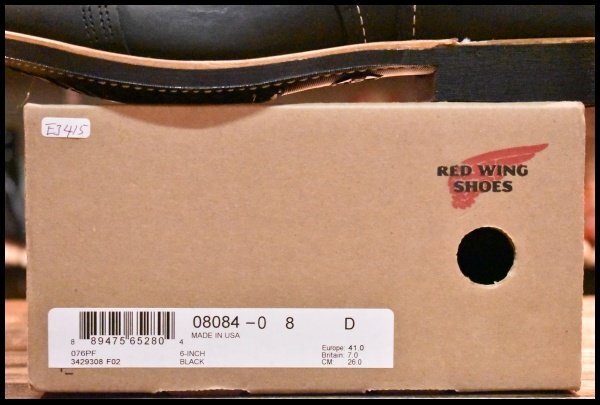 E3415
RED WING
SHOES
08084-0 8 D
MADE IN USA
8 89475 65280 4
076PF 6-INCH
3429308 F02 BLACK
Europe: 41.0
Britain: 7.0
CM: 26.0